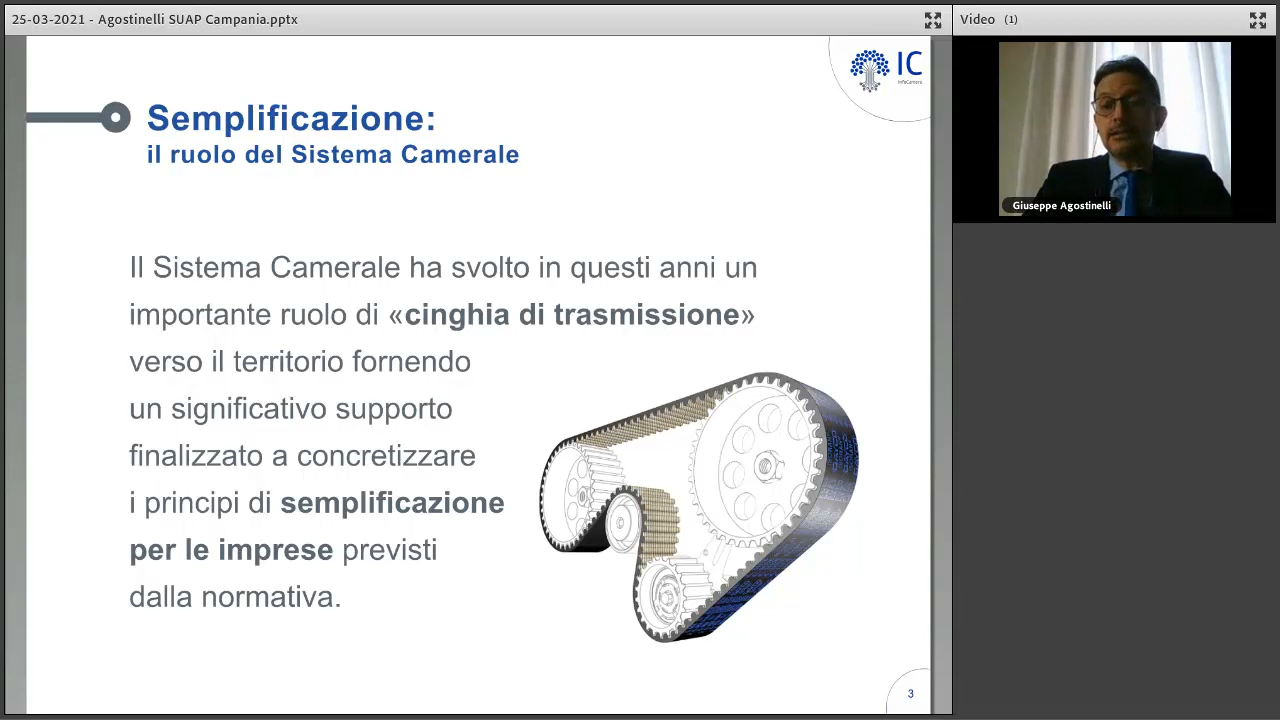 25-03-2021 - Agostinelli SUAP Campania.pptx
Video (1)
IC
InfoCamere
Semplificazione:
il ruolo del Sistema Camerale
Giuseppe Agostinelli
Il Sistema Camerale ha svolto in questi anni un
importante ruolo di «cinghia di trasmissione»
verso il territorio fornendo
un significativo supporto
finalizzato a concretizzare
i principi di semplificazione
per le imprese previsti
dalla normativa.
3